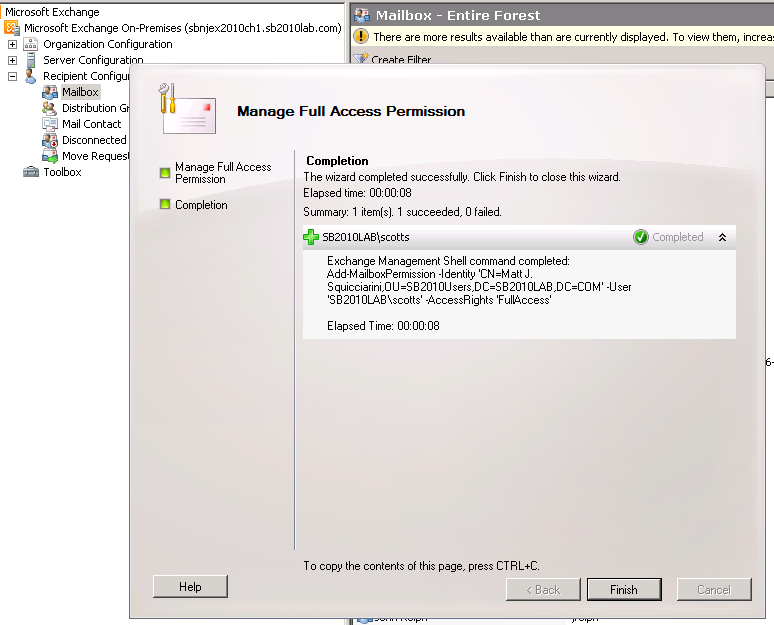 Microsoft Exchange
Microsoft Exchange On-Premises (sbnjex2010ch1.sb2010lab.com)
Organization Configuration
Server Configuration
Recipient Configu
Mailbox
Distribution Gr
Mail Contact
Disconnected
Move Request
Toolbox
Mailbox - Entire Forest
There are more results available than are currently displayed. To view them, increas
Create Filter
Manage Full Access Permission
Manage Full Access
Permission
Completion
Completion
The wizard completed successfully. Click Finish to close this wizard.
Elapsed time: 00:00:08
Summary: 1 item(s). 1 succeeded, 0 failed.
SB2010LAB\scotts
Completed
Exchange Management Shell command completed:
Add-MailboxPermission -Identity 'CN=Matt J.
Squicciarini,OU=SB2010Users,DC=SB2010LAB,DC=COM' -User
'SB2010LAB\scotts' -AccessRights 'FullAccess'
Elapsed Time: 00:00:08
6-
To copy the contents of this page, press CTRL+C.
Help
< Back
Finish
Cancel